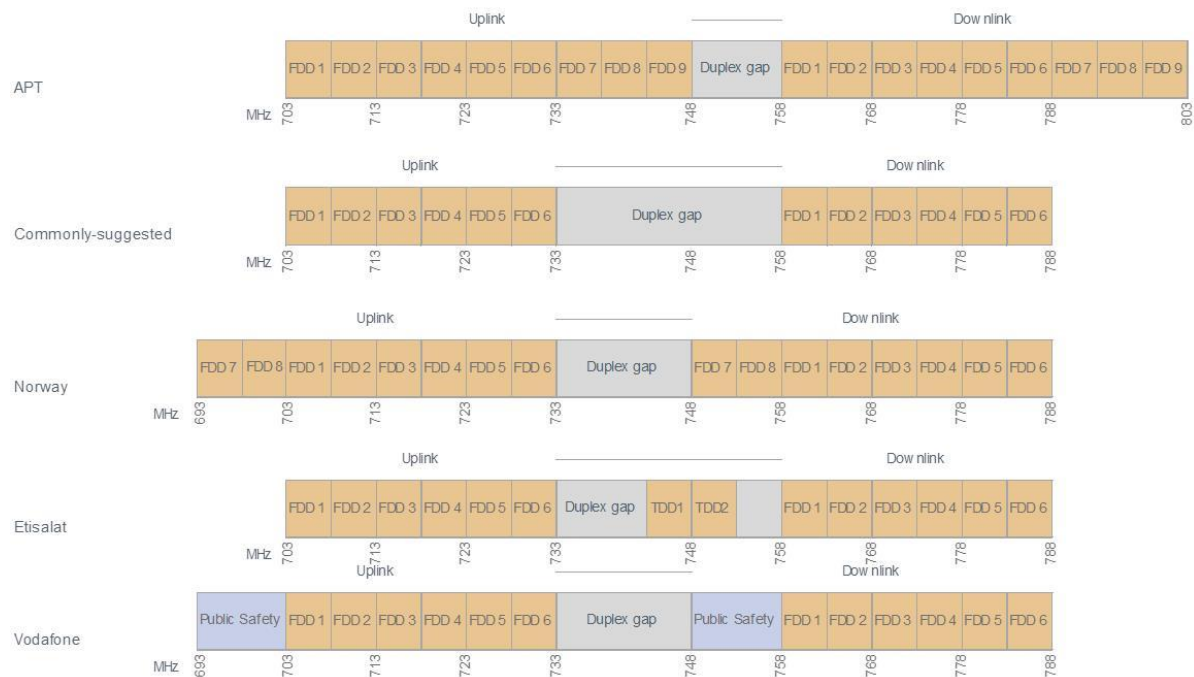 Uplink Downlink
APT FDD 1 FDD 2 FDD 3 FDD 4 FDD 5 FDD 6 FDD 7 FDD 8 FDD 9 Duplex gap FDD 1 FDD 2 FDD 3 FDD 4 FDD 5 FDD 6 FDD 7 FDD 8 FDD 9
MHz 703 713 723 733 748 758 768 778 788 803
Uplink Downlink
Commonly-suggested FDD 1 FDD 2 FDD 3 FDD 4 FDD 5 FDD 6 Duplex gap FDD 1 FDD 2 FDD 3 FDD 4 FDD 5 FDD 6
MHz 703 713 723 733 748 758 768 778 788
Uplink Downlink
Norway FDD 7 FDD 8 FDD 1 FDD 2 FDD 3 FDD 4 FDD 5 FDD 6 Duplex gap FDD 7 FDD 8 FDD 1 FDD 2 FDD 3 FDD 4 FDD 5 FDD 6
MHz 693 703 713 723 733 748 758 768 778 788
Uplink Downlink
Etisalat FDD 1 FDD 2 FDD 3 FDD 4 FDD 5 FDD 6 Duplex gap TDD1 TDD2 FDD 1 FDD 2 FDD 3 FDD 4 FDD 5 FDD 6
MHz 703 713 723 733 748 758 768 778 788
Uplink Downlink
Vodafone Public Safety FDD 1 FDD 2 FDD 3 FDD 4 FDD 5 FDD 6 Duplex gap Public Safety FDD 1 FDD 2 FDD 3 FDD 4 FDD 5 FDD 6
MHz 693 703 713 723 733 748 758 768 778 788